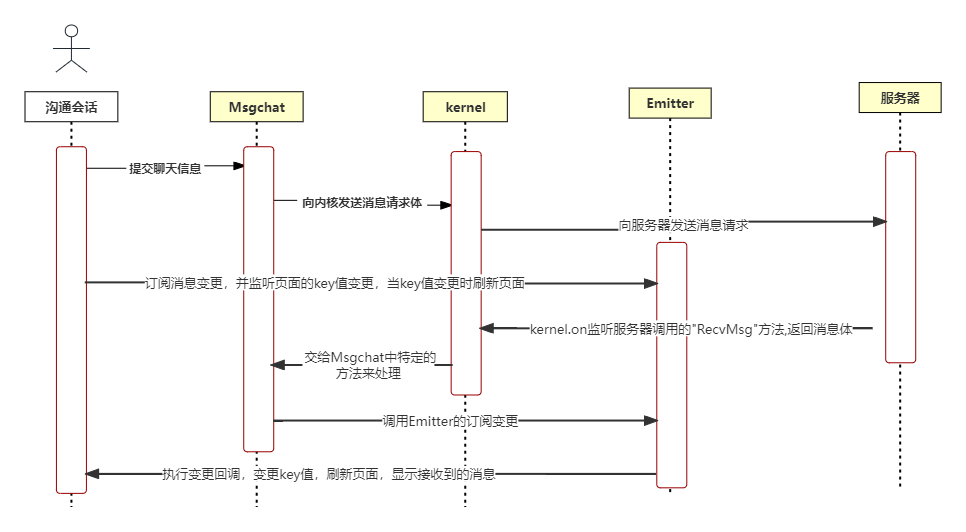 沟通会话
Msgchat
kernel
Emitter
服务器
提交聊天信息
向内核发送消息请求体
向服务器发送消息请求
订阅消息变更，并监听页面的key值变更，当key值变更时刷新页面
kernel.on监听服务器调用的"RecvMsg"方法,返回消息体
交给Msgchat中特定的
方法来处理
调用Emitter的订阅变更
执行变更回调，变更key值，刷新页面，显示接收到的消息